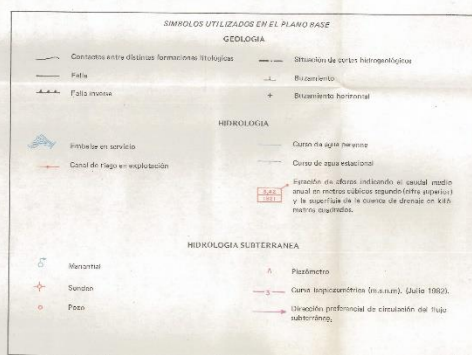 SIMBOLOS UTILIZADOS EN EL PLANO BASE
GEOLOGIA
Contactos entre distintas formaciones litologicas
Falla
Falla inversa
Situación de cortes hidrogeológicos
Buzamiento
Buzamiento horizontal
HIDROLOGIA
Embalse en servicio
Canal de riego en explotación
Curso de agua perenne
Curso de agua estacional
Estación de aforos indicando el caudal medio
anual en metros cúbicos segundo (cifra superior)
y la superficie de la cuenca de drenaje en kiló
metros cuadrados.
HIDROLOGIA SUBTERRANEA
Manantial
Sondeo
Pozo
Piezómetro
Curva isopiezométrica (m.s.n.m). (Julio 1982).
Dirección preferencial de circulación del flujo
subterráneo.